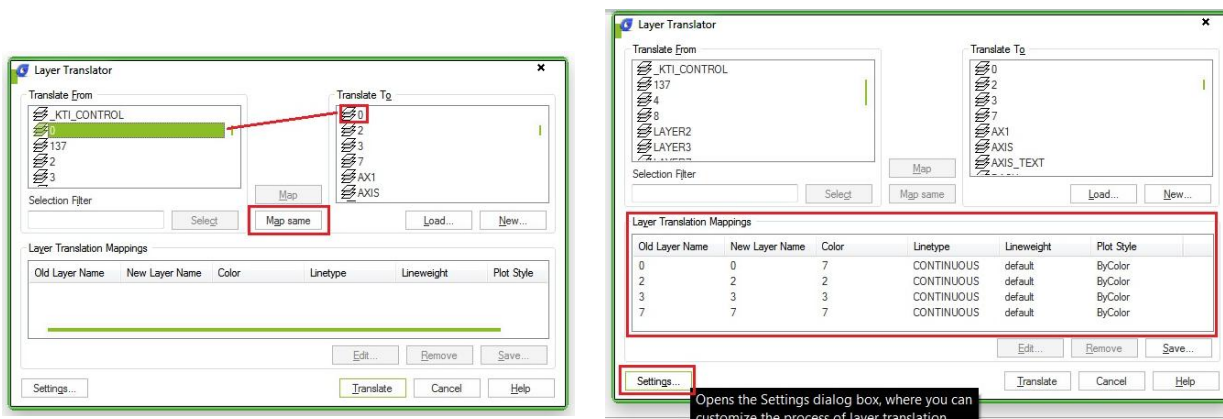 Layer Translator
Translate From
_KTI_CONTROL
0
137
2
3
Selection Filter
Select
Map
Map same
Translate To
0
2
3
7
AX1
AXIS
Load...
New...
Layer Translation Mappings
Old Layer Name New Layer Name Color Linetype Lineweight Plot Style
Edit... Remove Save...
Settings... Translate Cancel Help
Layer Translator
Translate From
_KTI_CONTROL
137
4
8
LAYER2
LAYER3
Selection Filter
Select
Map
Map same
Translate To
0
2
3
7
AX1
AXIS
AXIS_TEXT
Load...
New...
Layer Translation Mappings
Old Layer Name New Layer Name Color Linetype Lineweight Plot Style
0 0 7 CONTINUOUS default ByColor
2 2 2 CONTINUOUS default ByColor
3 3 3 CONTINUOUS default ByColor
7 7 7 CONTINUOUS default ByColor
Edit... Remove Save...
Settings... Translate Cancel Help
Opens the Settings dialog box, where you can
customize the process of layer translation